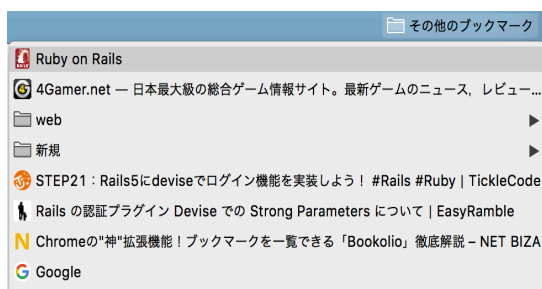 その他のブックマーク
Ruby on Rails
4Gamer.net — 日本最大級の総合ゲーム情報サイト。最新ゲームのニュース，レビュー...
web
新規
STEP21：Rails5にdeviseでログイン機能を実装しよう！ #Rails #Ruby | TickleCode
Rails の認証プラグイン Devise での Strong Parameters について | EasyRamble
Chromeの"神"拡張機能！ブックマークを一覧できる「Bookolio」徹底解説 – NET BIZA
Google